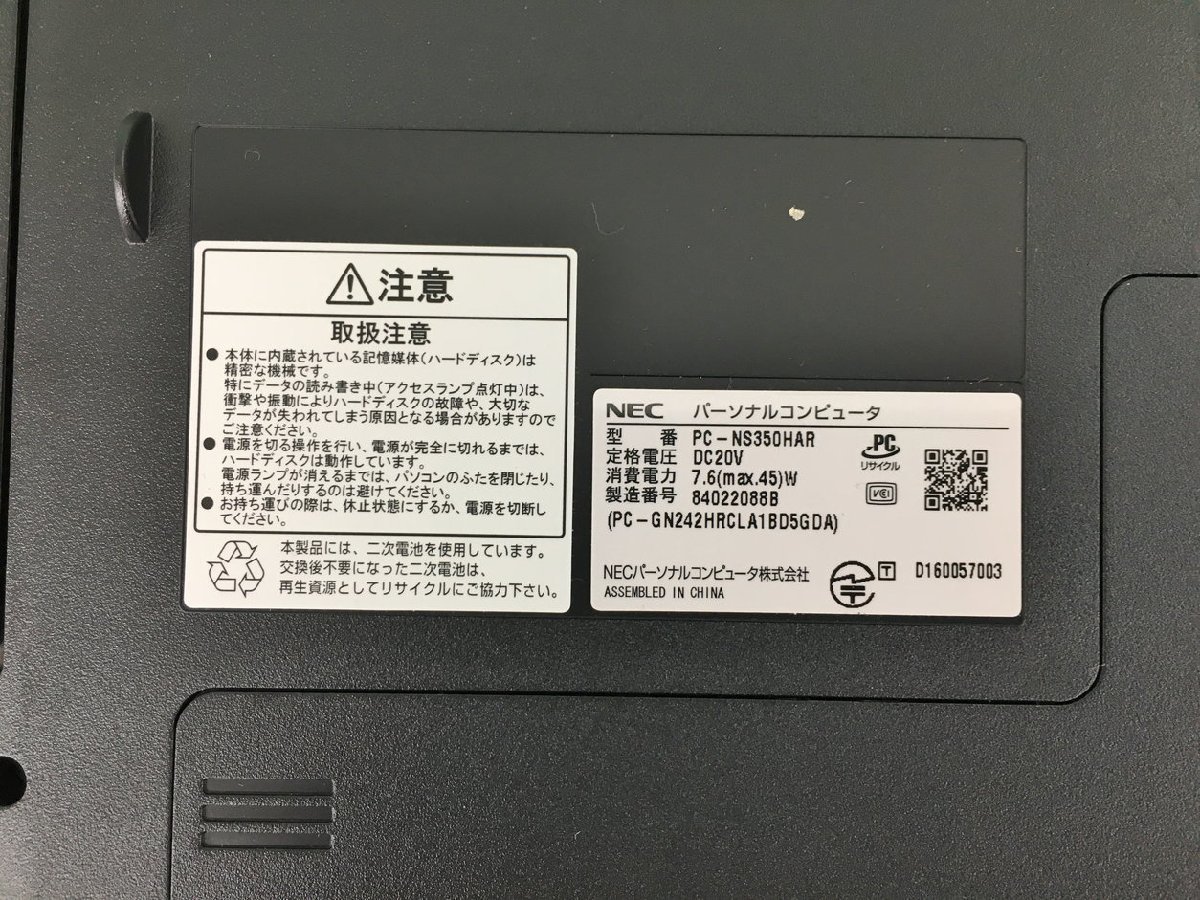 注意
取扱注意
● 本体に内蔵されている記憶媒体(ハードディスク)は
精密な機械です。
特にデータの読み書き中(アクセスランプ点灯中)は、
衝撃や振動によりハードディスクの故障や、大切な
データが失われてしまう原因となる場合がありますので
ご注意ください。
● 電源を切る操作を行い、電源が完全に切れるまでは、
ハードディスクは動作しています。
電源ランプが消えるまでは、パソコンのふたを閉じたり、
持ち運んだりするのは避けてください。
● お持ち運びの際は、休止状態にするか、電源を切断し
てください。
本製品には、二次電池を使用しています。
交換後不要になった二次電池は、
再生資源としてリサイクルにご協力下さい。
NEC パーソナルコンピュータ
型 番 PC-NS350HAR
定格電圧 DC20V
消費電力 7.6(max.45)W
製造番号 84022088B
(PC-GN242HRCLA1BD5GDA)
PC
リサイクル
VCI
NECパーソナルコンピュータ株式会社
ASSEMBLED IN CHINA
T D160057003